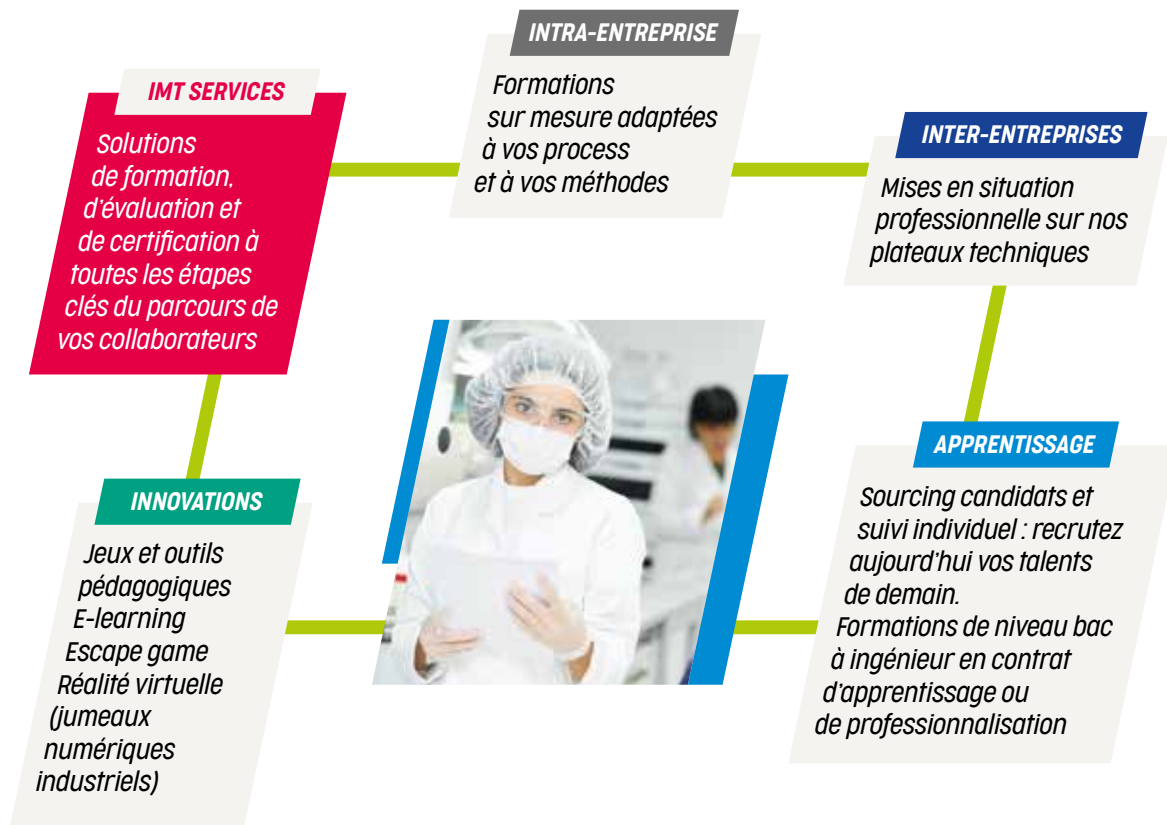 IMT SERVICES
Solutions
de formation,
d'évaluation et
de certification à
toutes les étapes
clés du parcours de
vos collaborateurs
INTRA-ENTREPRISE
Formations
sur mesure adaptées
à vos process
et à vos méthodes
INTER-ENTREPRISES
Mises en situation
professionnelle sur nos
plateaux techniques
APPRENTISSAGE
Sourcing candidats et
suivi individuel : recrutez
aujourd'hui vos talents
de demain.
Formations de niveau bac
à ingénieur en contrat
d'apprentissage ou
de professionnalisation
INNOVATIONS
Jeux et outils
pédagogiques
E-learning
Escape game
Réalité virtuelle
(jumeaux
numériques
industriels)